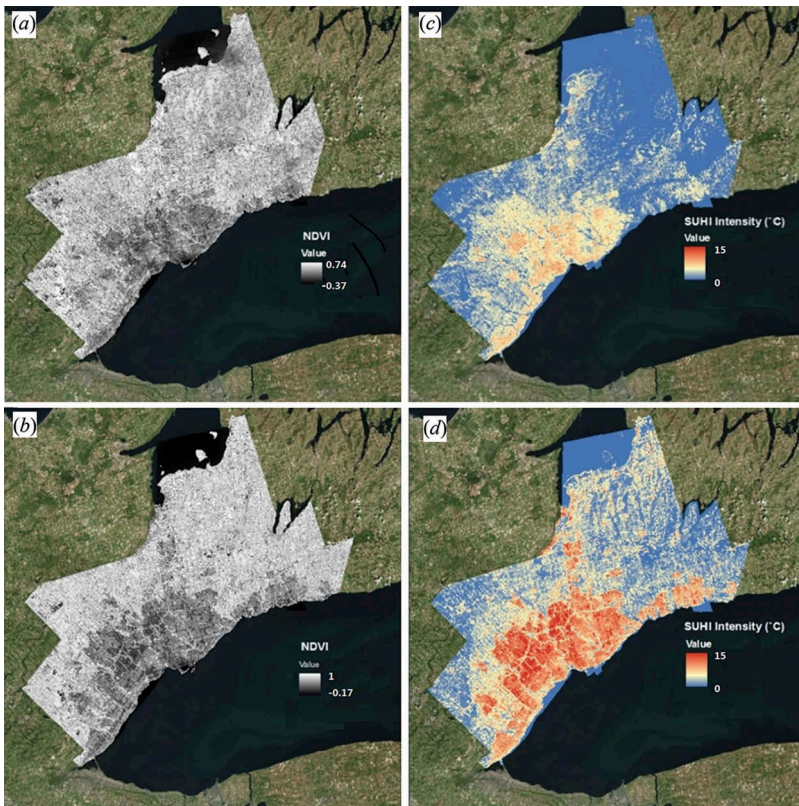 (a)
NDVI
Value
0.74
-0.37
(c)
SUHI Intensity (˚C)
Value
15
0
(b)
NDVI
Value
1
-0.17
(d)
SUHI Intensity (˚C)
Value
15
0